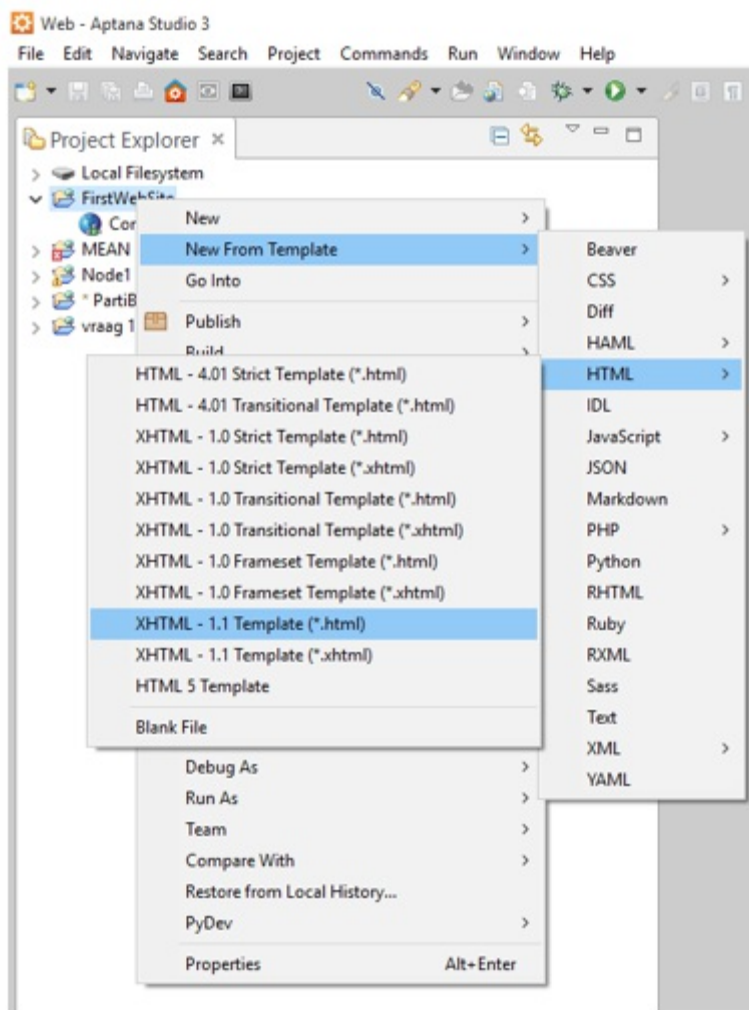 Web - Aptana Studio 3
File Edit Navigate Search Project Commands Run Window Help
Project Explorer
Local Filesystem
FirstWebSite
Cor
MEAN
Node1
* PartiB
vraag 1
New
New From Template
Go Into
Publish
Build
HTML - 4.01 Strict Template (*.html)
HTML - 4.01 Transitional Template (*.html)
XHTML - 1.0 Strict Template (*.html)
XHTML - 1.0 Strict Template (*.xhtml)
XHTML - 1.0 Transitional Template (*.html)
XHTML - 1.0 Transitional Template (*.xhtml)
XHTML - 1.0 Frameset Template (*.html)
XHTML - 1.0 Frameset Template (*.xhtml)
XHTML - 1.1 Template (*.html)
XHTML - 1.1 Template (*.xhtml)
HTML 5 Template
Blank File
Debug As
Run As
Team
Compare With
Restore from Local History...
PyDev
Properties Alt+Enter
Beaver
CSS
Diff
HAML
HTML
IDL
JavaScript
JSON
Markdown
PHP
Python
RHTML
Ruby
RXML
Sass
Text
XML
YAML